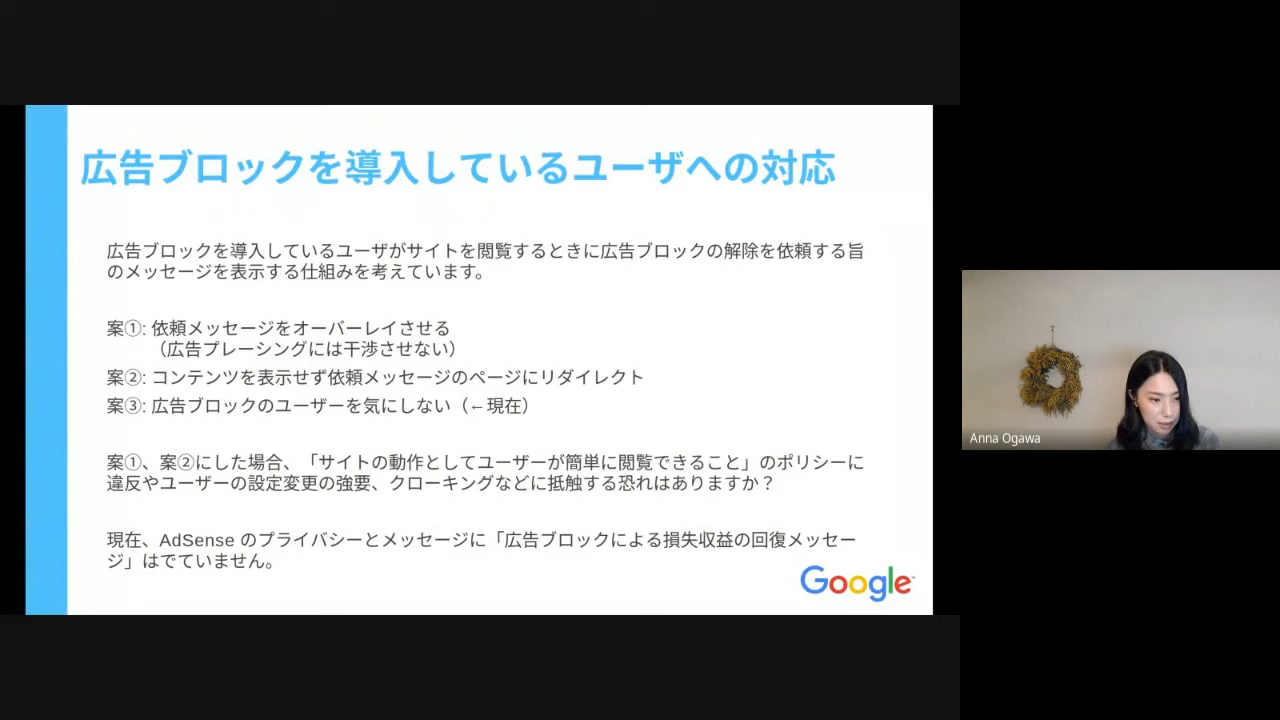 広告ブロックを導入しているユーザへの対応
広告ブロックを導入しているユーザがサイトを閲覧するときに広告ブロックの解除を依頼する旨
のメッセージを表示する仕組みを考えています。
案①: 依頼メッセージをオーバーレイさせる
（広告プレーシングには干渉させない）
案②: コンテンツを表示せず依頼メッセージのページにリダイレクト
案③: 広告ブロックのユーザーを気にしない（←現在）
案①、案②にした場合、「サイトの動作としてユーザーが簡単に閲覧できること」のポリシーに
違反やユーザーの設定変更の強要、クローキングなどに抵触する恐れはありますか？
現在、AdSense のプライバシーとメッセージに「広告ブロックによる損失収益の回復メッセー
ジ」はでていません。
Google
Anna Ogawa